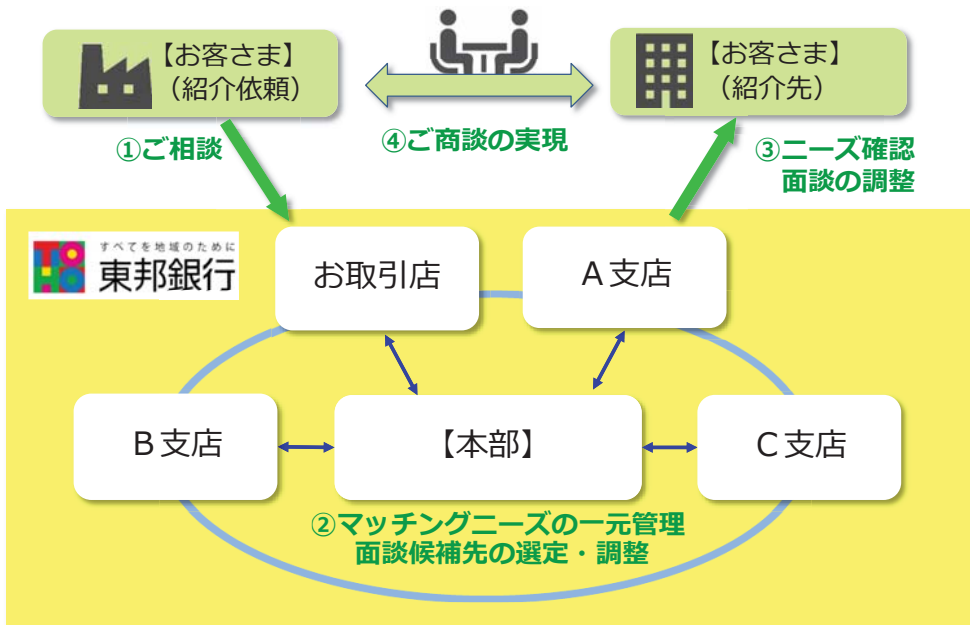 【お客さま】
（紹介依頼）
【お客さま】
（紹介先）
①ご相談
④ご商談の実現
③ニーズ確認
面談の調整
TOHO
すべてを地域のために
東邦銀行
お取引店
A支店
B支店
【本部】
C支店
②マッチングニーズの一元管理
面談候補先の選定・調整